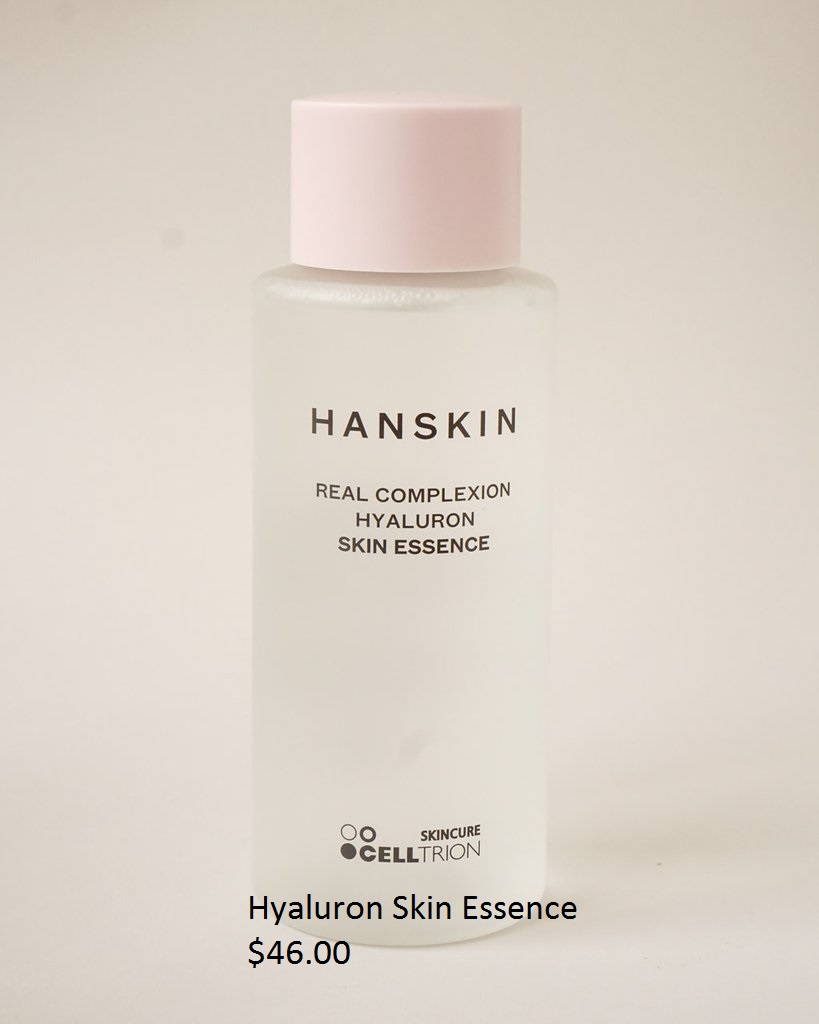 HANSKIN
REAL COMPLEXION
HYALURON
SKIN ESSENCE
SKINCURE
CELLTRION
Hyaluron Skin Essence
$46.00